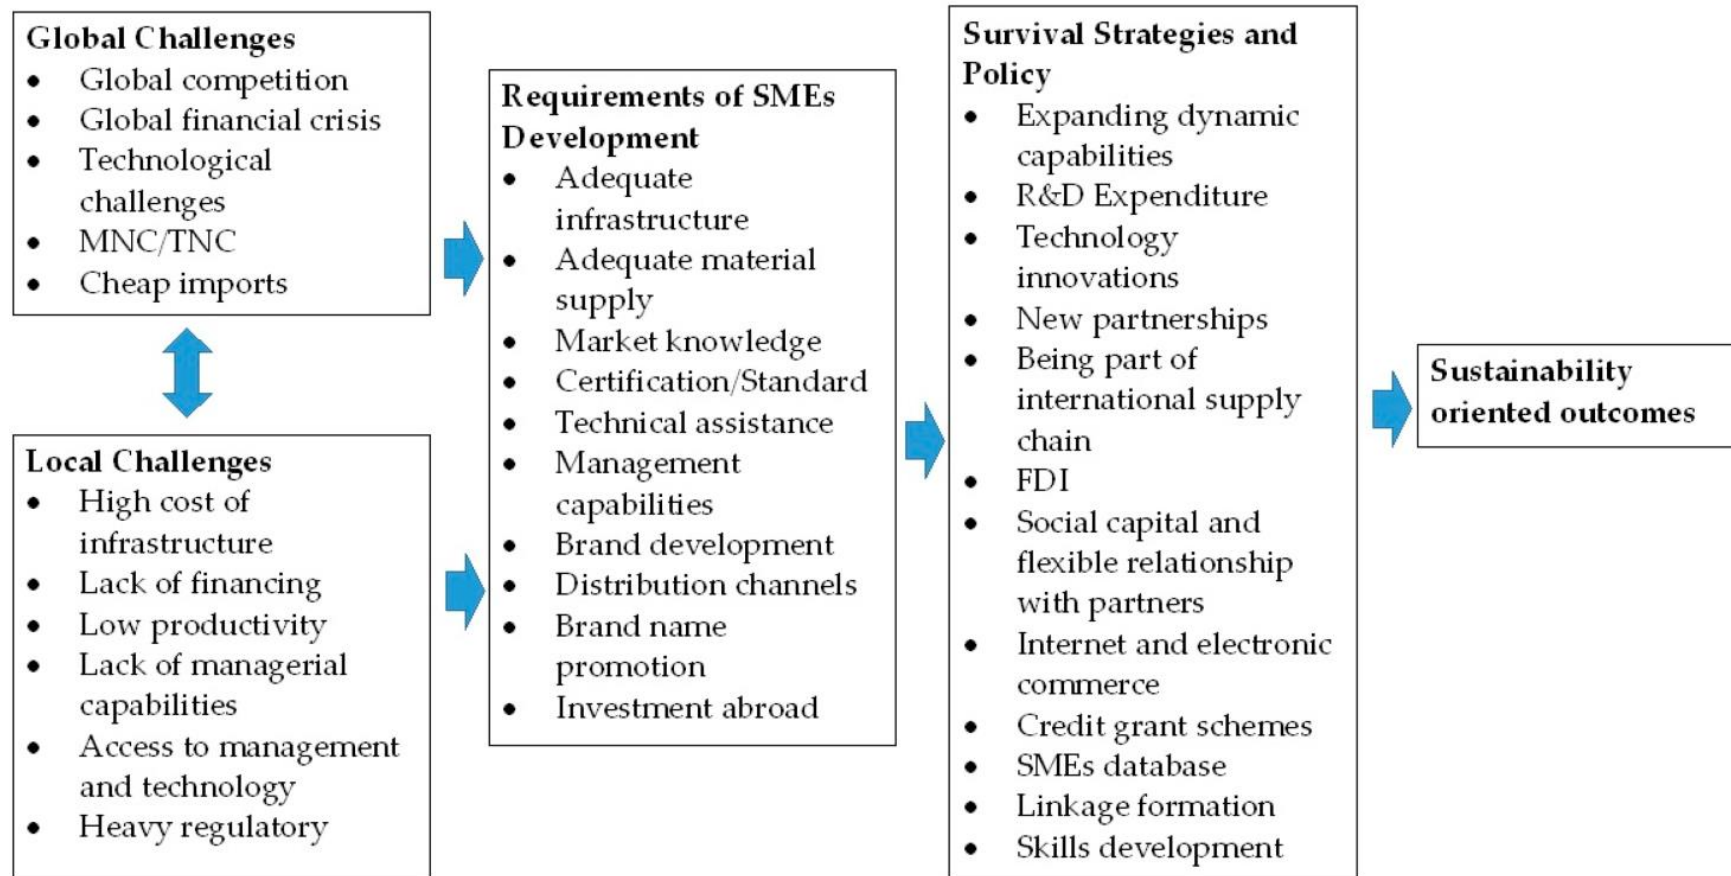 Global Challenges
• Global competition
• Global financial crisis
• Technological
challenges
• MNC/TNC
• Cheap imports
Local Challenges
• High cost of
infrastructure
• Lack of financing
• Low productivity
• Lack of managerial
capabilities
• Access to management
and technology
• Heavy regulatory
Requirements of SMEs
Development
• Adequate
infrastructure
• Adequate material
supply
• Market knowledge
• Certification/Standard
• Technical assistance
• Management
capabilities
• Brand development
• Distribution channels
• Brand name
promotion
• Investment abroad
Survival Strategies and
Policy
• Expanding dynamic
capabilities
• R&D Expenditure
• Technology
innovations
• New partnerships
• Being part of
international supply
chain
• FDI
• Social capital and
flexible relationship
with partners
• Internet and electronic
commerce
• Credit grant schemes
• SMEs database
• Linkage formation
• Skills development
Sustainability
oriented outcomes